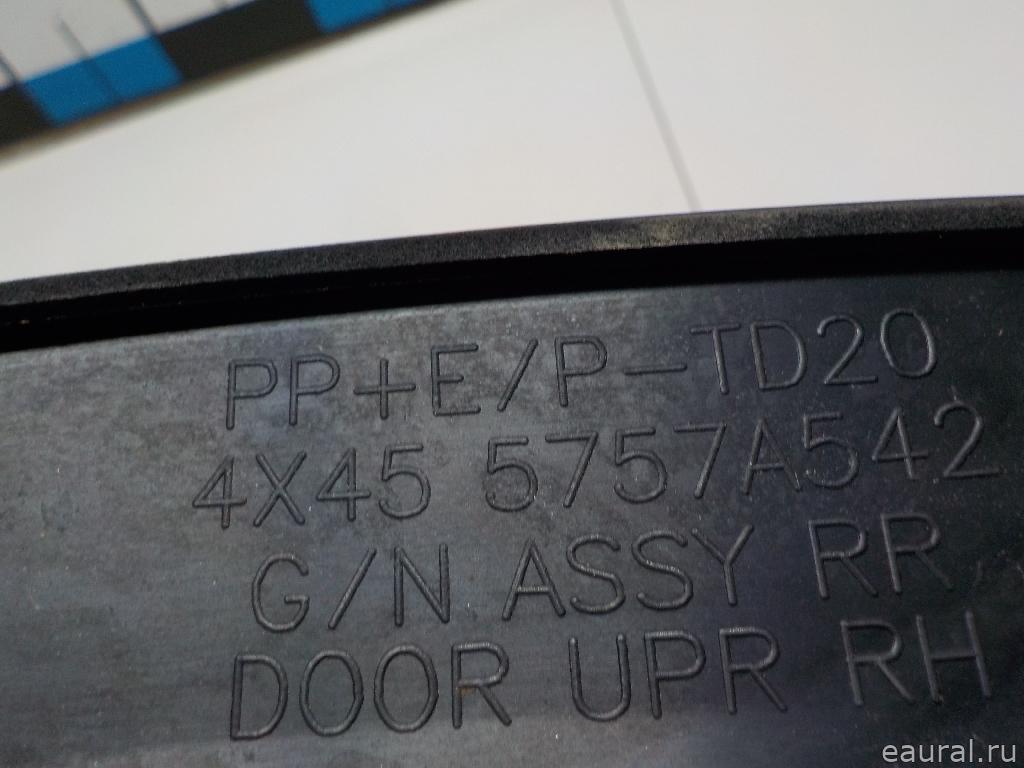 PP+E/P-TD20
4X45 5757A542
G/N ASSY RR
DOOR UPR RH
eaural.ru